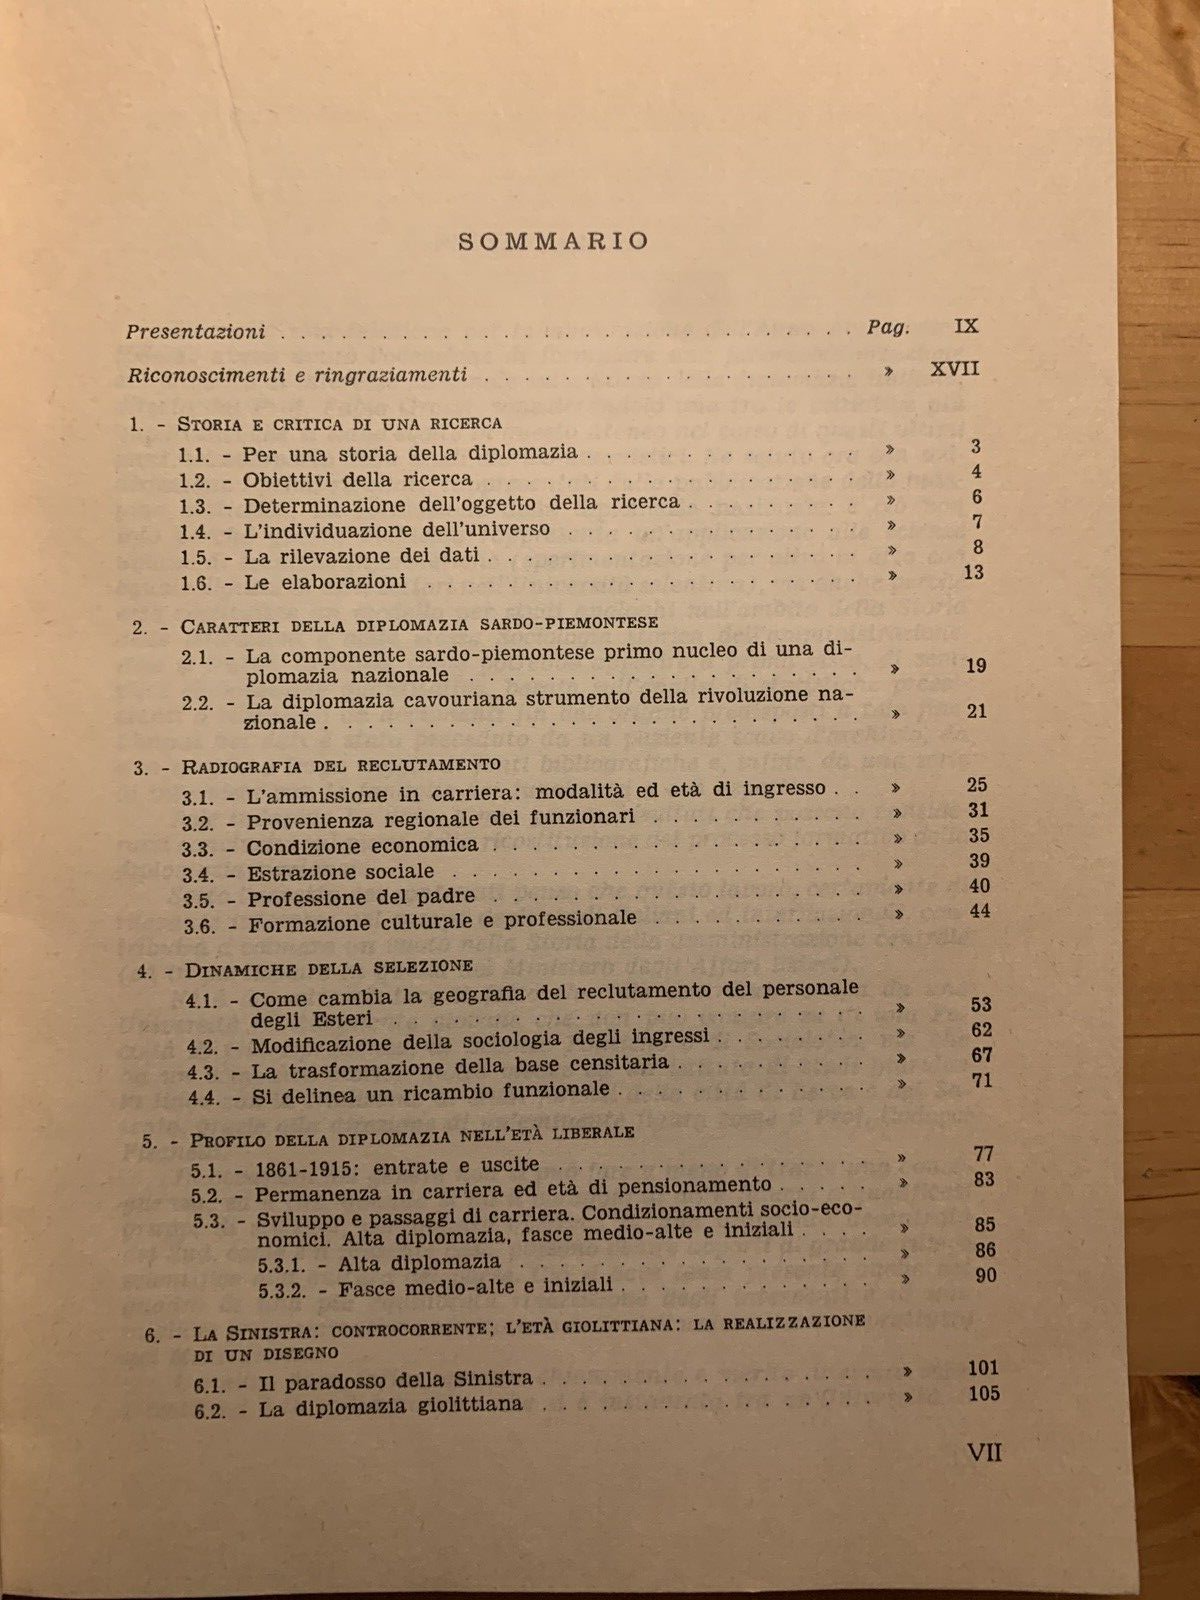 SOMMARIO
Presentazioni . . . . . . . . . . . . . . . . . . . . . . . . . . . . . Pag. IX
Riconoscimenti e ringraziamenti . . . . . . . . . . . . . . . . . . . » XVII
1. - STORIA E CRITICA DI UNA RICERCA
1.1. - Per una storia della diplomazia . . . . . . . . . . . . . . » 3
1.2. - Obiettivi della ricerca . . . . . . . . . . . . . . . . . . . » 4
1.3. - Determinazione dell'oggetto della ricerca . . . . . . . . . » 6
1.4. - L'individuazione dell'universo . . . . . . . . . . . . . . . » 7
1.5. - La rilevazione dei dati . . . . . . . . . . . . . . . . . . . » 8
1.6. - Le elaborazioni . . . . . . . . . . . . . . . . . . . . . . » 13
2. - CARATTERI DELLA DIPLOMAZIA SARDO-PIEMONTESE
2.1. - La componente sardo-piemontese primo nucleo di una di-
plomazia nazionale . . . . . . . . . . . . . . . . . . . . » 19
2.2. - La diplomazia cavouriana strumento della rivoluzione na-
zionale . . . . . . . . . . . . . . . . . . . . . . . . . . . » 21
3. - RADIOGRAFIA DEL RECLUTAMENTO
3.1. - L'ammissione in carriera: modalità ed età di ingresso . . » 25
3.2. - Provenienza regionale dei funzionari . . . . . . . . . . . » 31
3.3. - Condizione economica . . . . . . . . . . . . . . . . . . . » 35
3.4. - Estrazione sociale . . . . . . . . . . . . . . . . . . . . . » 39
3.5. - Professione del padre . . . . . . . . . . . . . . . . . . . » 40
3.6. - Formazione culturale e professionale . . . . . . . . . . . » 44
4. - DINAMICHE DELLA SELEZIONE
4.1. - Come cambia la geografia del reclutamento del personale
degli Esteri . . . . . . . . . . . . . . . . . . . . . . . . » 53
4.2. - Modificazione della sociologia degli ingressi . . . . . . . . » 62
4.3. - La trasformazione della base censitaria . . . . . . . . . . » 67
4.4. - Si delinea un ricambio funzionale . . . . . . . . . . . . . » 71
5. - PROFILO DELLA DIPLOMAZIA NELL'ETÀ LIBERALE
5.1. - 1861-1915: entrate e uscite . . . . . . . . . . . . . . . . » 77
5.2. - Permanenza in carriera ed età di pensionamento . . . . . » 83
5.3. - Sviluppo e passaggi di carriera. Condizionamenti socio-eco-
nomici. Alta diplomazia, fasce medio-alte e iniziali . . . . » 85
5.3.1. - Alta diplomazia . . . . . . . . . . . . . . . . . . » 86
5.3.2. - Fasce medio-alte e iniziali . . . . . . . . . . . . . » 90
6. - LA SINISTRA: CONTROCORRENTE; L'ETÀ GIOLITTIANA: LA REALIZZAZIONE
DI UN DISEGNO
6.1. - Il paradosso della Sinistra . . . . . . . . . . . . . . . . . » 101
6.2. - La diplomazia giolittiana . . . . . . . . . . . . . . . . . » 105
VII